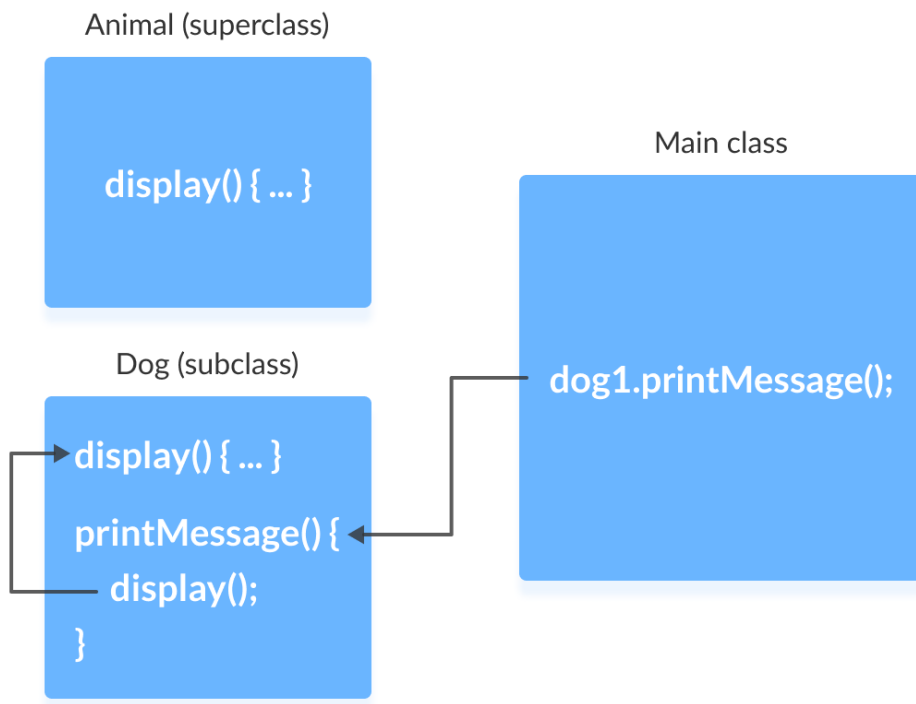 Animal (superclass)
display() { ... }
Main class
dog1.printMessage();
Dog (subclass)
display() { ... }
printMessage() {
display();
}